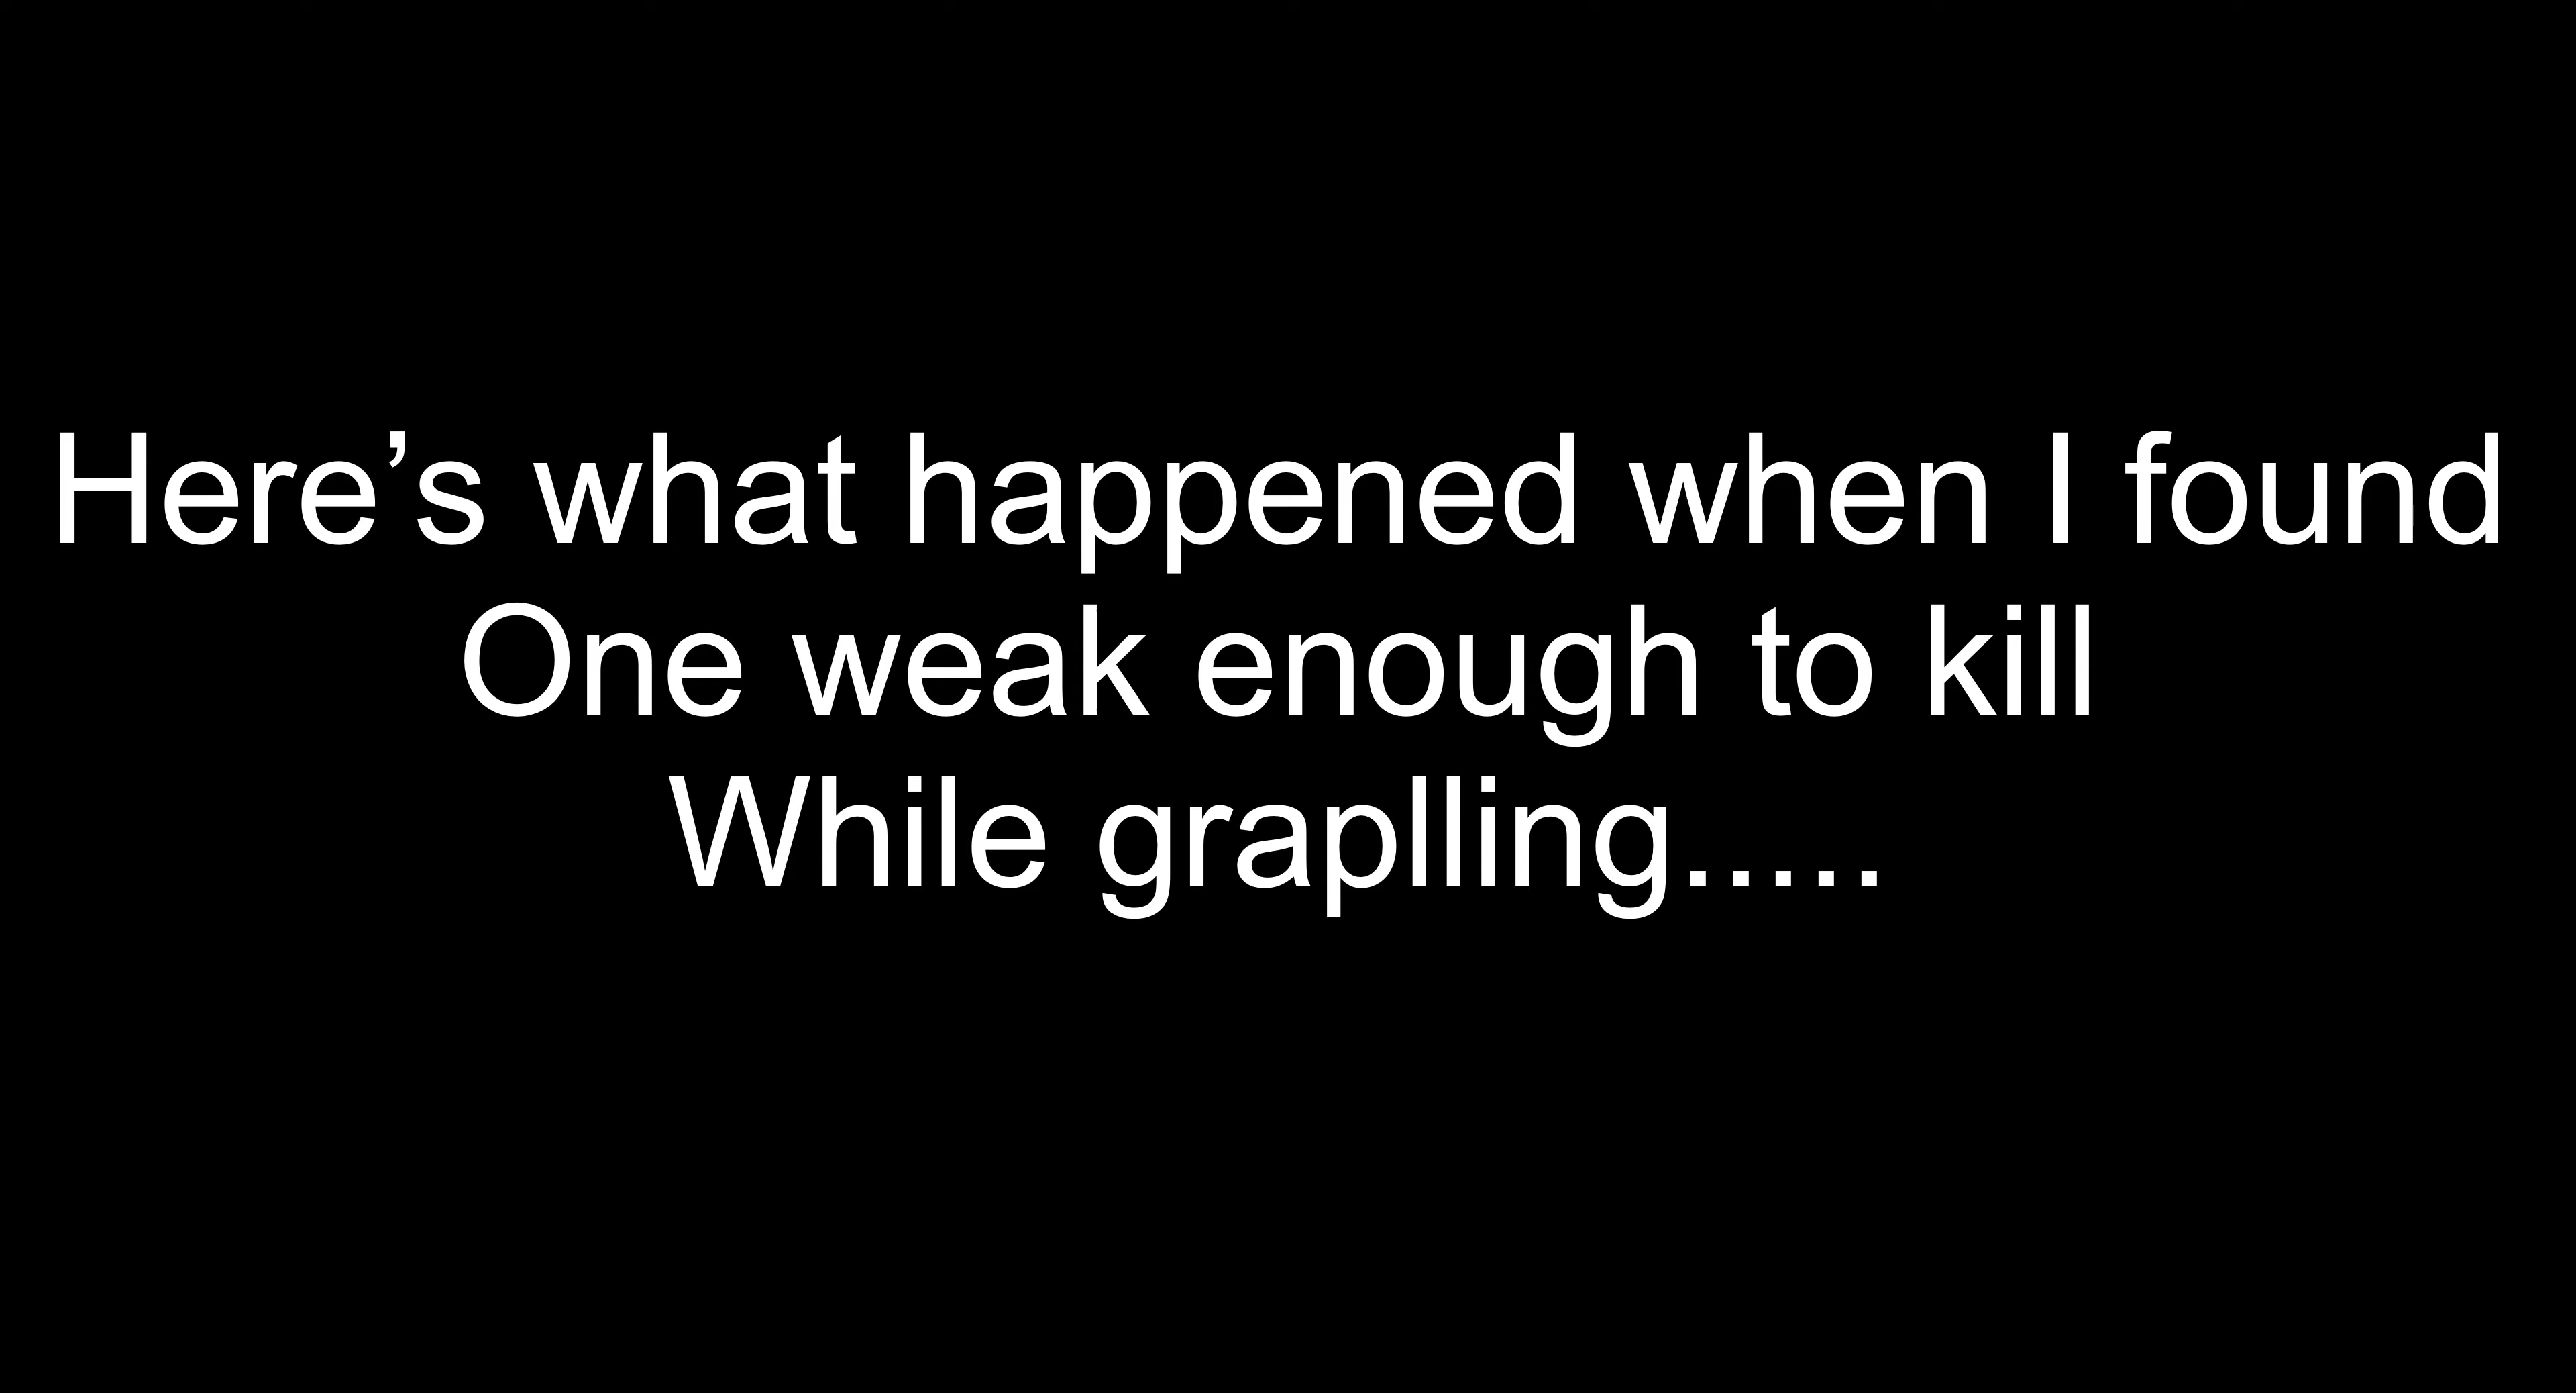 Here’s what happened when I found
One weak enough to kill
While graplling.....